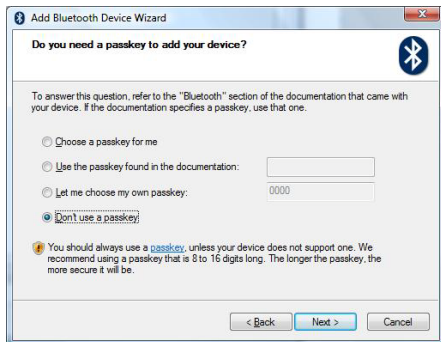 Add Bluetooth Device Wizard
Do you need a passkey to add your device?
To answer this question, refer to the "Bluetooth" section of the documentation that came with
your device. If the documentation specifies a passkey, use that one.
Choose a passkey for me
Use the passkey found in the documentation:
Let me choose my own passkey:
0000
Don't use a passkey
You should always use a passkey, unless your device does not support one. We
recommend using a passkey that is 8 to 16 digits long. The longer the passkey, the
more secure it will be.
< Back
Next >
Cancel